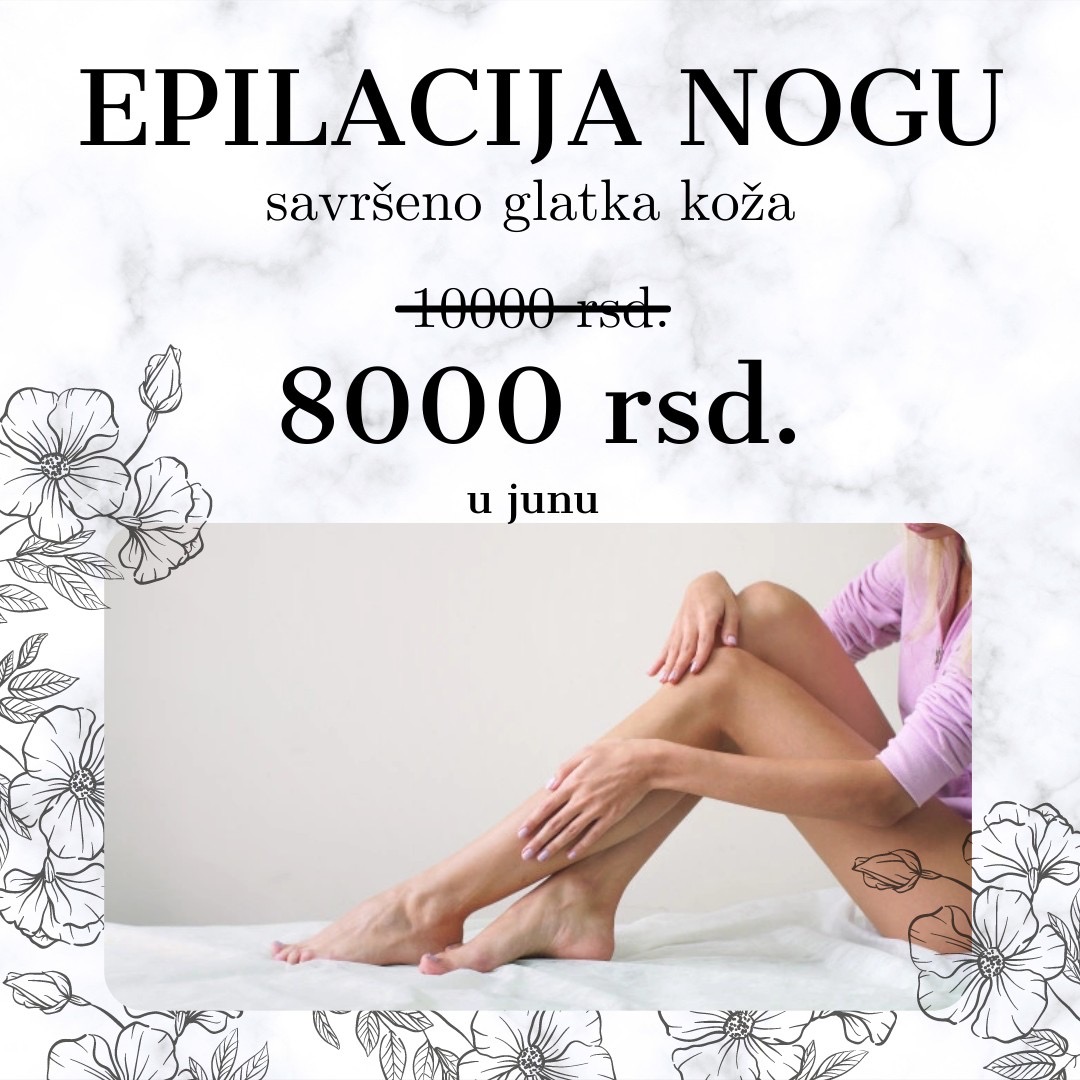 EPILACIJA NOGU
savršeno glatka koža
10000 rsd.
8000 rsd.
u junu